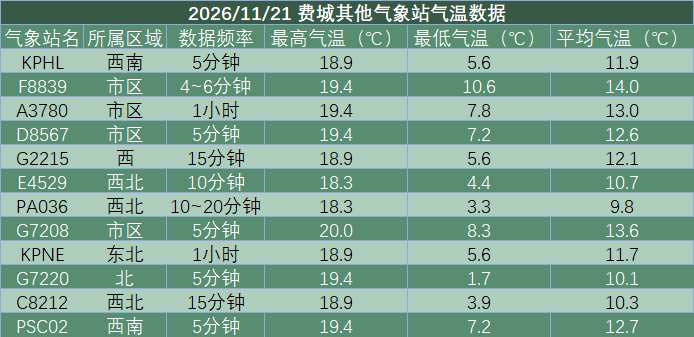 2026/11/21 费城其他气象站气温数据
气象站名 所属区域 数据频率 最高气温（℃） 最低气温（℃） 平均气温（℃）
KPHL 西南 5分钟 18.9 5.6 11.9
F8839 市区 4~6分钟 19.4 10.6 14.0
A3780 市区 1小时 19.4 7.8 13.0
D8567 市区 5分钟 19.4 7.2 12.6
G2215 西 15分钟 18.9 5.6 12.1
E4529 西北 10分钟 18.3 4.4 10.7
PA036 西北 10~20分钟 18.3 3.3 9.8
G7208 市区 5分钟 20.0 8.3 13.6
KPNE 东北 1小时 18.9 5.6 11.7
G7220 北 5分钟 19.4 1.7 10.1
C8212 西北 15分钟 18.9 3.9 10.3
PSC02 西南 5分钟 19.4 7.2 12.7